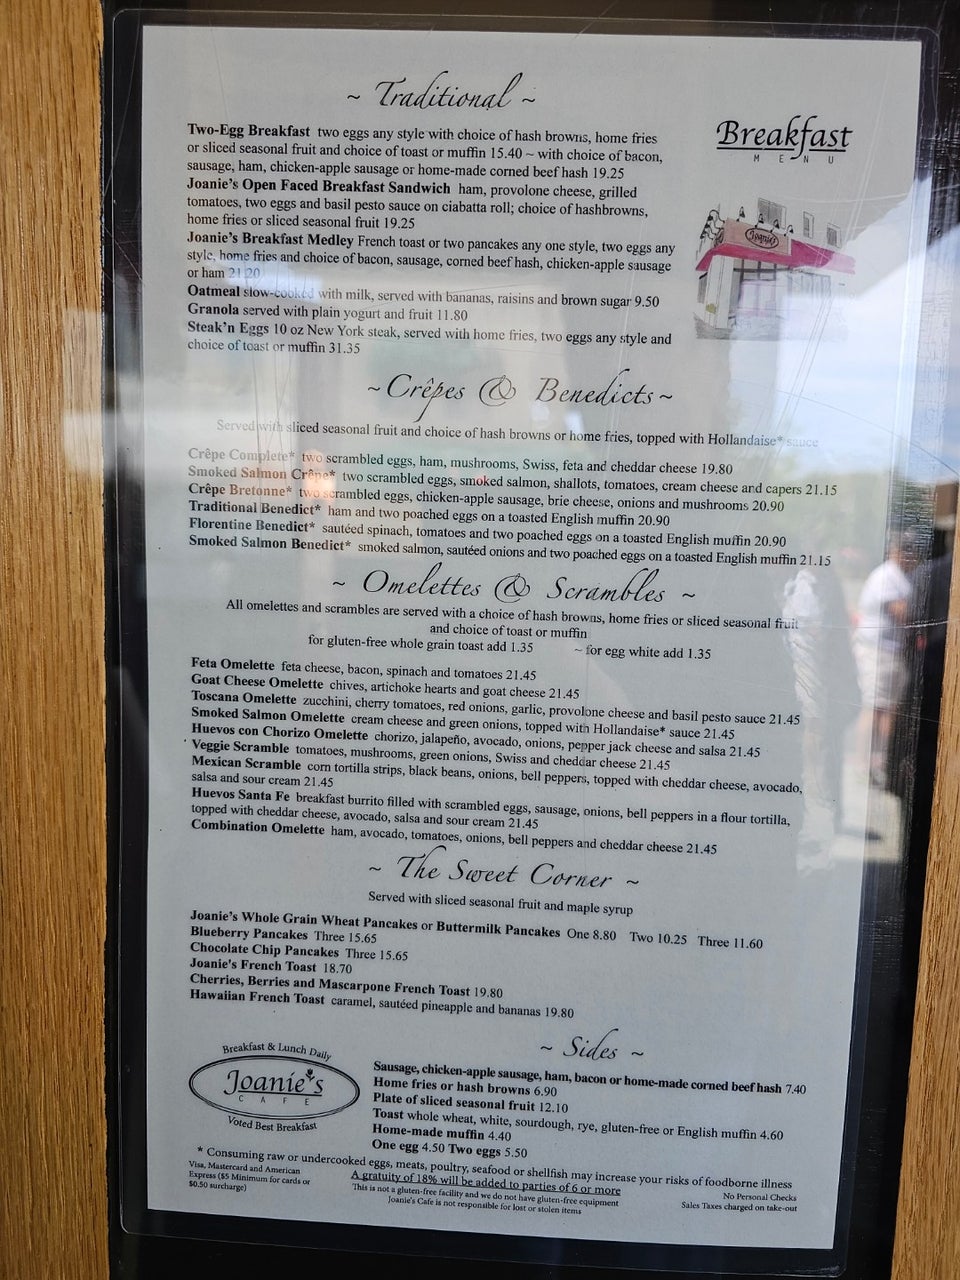 ~ Traditional ~
Breakfast
MENU
Two-Egg Breakfast two eggs any style with choice of hash browns, home fries
or sliced seasonal fruit and choice of toast or muffin 15.40 ~ with choice of bacon,
sausage, ham, chicken-apple sausage or home-made corned beef hash 19.25
Joanie's Open Faced Breakfast Sandwich ham, provolone cheese, grilled
tomatoes, two eggs and basil pesto sauce on ciabatta roll; choice of hashbrowns,
home fries or sliced seasonal fruit 19.25
Joanie's
Joanie's Breakfast Medley French toast or two pancakes any one style, two eggs any
style, home fries and choice of bacon, sausage, corned beef hash, chicken-apple sausage
or ham 21.20
Oatmeal slow-cooked with milk, served with bananas, raisins and brown sugar 9.50
Granola served with plain yogurt and fruit 11.80
Steak'n Eggs 10 oz New York steak, served with home fries, two eggs any style and
choice of toast or muffin 31.35
~ Crêpes & Benedicts ~
Served with sliced seasonal fruit and choice of hash browns or home fries, topped with Hollandaise* sauce
Crêpe Complete* two scrambled eggs, ham, mushrooms, Swiss, feta and cheddar cheese 19.80
Smoked Salmon Crêpe* two scrambled eggs, smoked salmon, shallots, tomatoes, cream cheese and capers 21.15
Crêpe Bretonne* two scrambled eggs, chicken-apple sausage, brie cheese, onions and mushrooms 20.90
Traditional Benedict* ham and two poached eggs on a toasted English muffin 20.90
Florentine Benedict* sautéed spinach, tomatoes and two poached eggs on a toasted English muffin 20.90
Smoked Salmon Benedict* smoked salmon, sautéed onions and two poached eggs on a toasted English muffin 21.15
~ Omelettes & Scrambles ~
All omelettes and scrambles are served with a choice of hash browns, home fries or sliced seasonal fruit
and choice of toast or muffin
for gluten-free whole grain toast add 1.35 ~ for egg white add 1.35
Feta Omelette feta cheese, bacon, spinach and tomatoes 21.45
Goat Cheese Omelette chives, artichoke hearts and goat cheese 21.45
Toscana Omelette zucchini, cherry tomatoes, red onions, garlic, provolone cheese and basil pesto sauce 21.45
Smoked Salmon Omelette cream cheese and green onions, topped with Hollandaise* sauce 21.45
Huevos con Chorizo Omelette chorizo, jalapeño, avocado, onions, pepper jack cheese and salsa 21.45
Veggie Scramble tomatoes, mushrooms, green onions, Swiss and cheddar cheese 21.45
Mexican Scramble corn tortilla strips, black beans, onions, bell peppers, topped with cheddar cheese, avocado,
salsa and sour cream 21.45
Huevos Santa Fe breakfast burrito filled with scrambled eggs, sausage, onions, bell peppers in a flour tortilla,
topped with cheddar cheese, avocado, salsa and sour cream 21.45
Combination Omelette ham, avocado, tomatoes, onions, bell peppers and cheddar cheese 21.45
~ The Sweet Corner ~
Served with sliced seasonal fruit and maple syrup
Joanie's Whole Grain Wheat Pancakes or Buttermilk Pancakes One 8.80 Two 10.25 Three 11.60
Blueberry Pancakes Three 15.65
Chocolate Chip Pancakes Three 15.65
Joanie's French Toast 18.70
Cherries, Berries and Mascarpone French Toast 19.80
Hawaiian French Toast caramel, sautéed pineapple and bananas 19.80
~ Sides ~
Sausage, chicken-apple sausage, ham, bacon or home-made corned beef hash 7.40
Home fries or hash browns 6.90
Plate of sliced seasonal fruit 12.10
Toast whole wheat, white, sourdough, rye, gluten-free or English muffin 4.60
Home-made muffin 4.40
One egg 4.50 Two eggs 5.50
Breakfast & Lunch Daily
Joanie's
CAFE
Voted Best Breakfast
* Consuming raw or undercooked eggs, meats, poultry, seafood or shellfish may increase your risks of foodborne illness
Visa, Mastercard and American
Express ($5 Minimum for cards or
$0.50 surcharge)
A gratuity of 18% will be added to parties of 6 or more
This is not a gluten-free facility and we do not have gluten-free equipment
Joanie's Cafe is not responsible for lost or stolen items
No Personal Checks
Sales Taxes charged on take-out